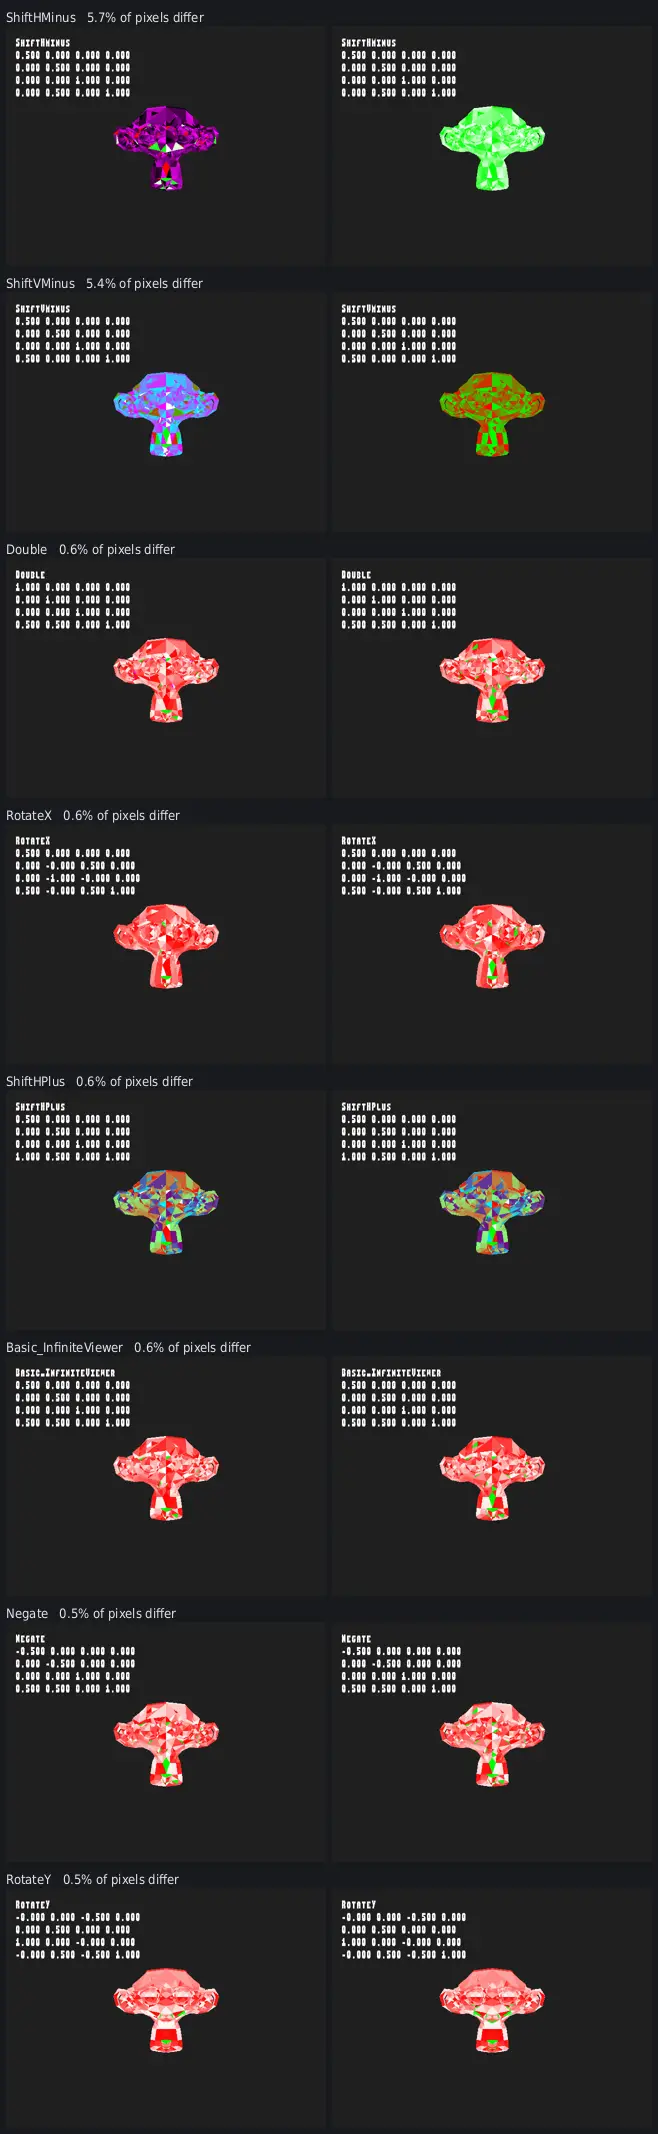 ShiftHMinus 5.7% of pixels differ
ShiftHMinus ShiftHMinus
0.500 0.000 0.000 0.000 0.500 0.000 0.000 0.000
0.000 0.500 0.000 0.000 0.000 0.500 0.000 0.000
0.000 0.000 1.000 0.000 0.000 0.000 1.000 0.000
0.000 0.500 0.000 1.000 0.000 0.500 0.000 1.000
ShiftVMinus 5.4% of pixels differ
ShiftVMinus ShiftVMinus
0.500 0.000 0.000 0.000 0.500 0.000 0.000 0.000
0.000 0.500 0.000 0.000 0.000 0.500 0.000 0.000
0.000 0.000 1.000 0.000 0.000 0.000 1.000 0.000
0.500 0.000 0.000 1.000 0.500 0.000 0.000 1.000
Double 0.6% of pixels differ
Double Double
1.000 0.000 0.000 0.000 1.000 0.000 0.000 0.000
0.000 1.000 0.000 0.000 0.000 1.000 0.000 0.000
0.000 0.000 1.000 0.000 0.000 0.000 1.000 0.000
0.500 0.500 0.000 1.000 0.500 0.500 0.000 1.000
RotateX 0.6% of pixels differ
RotateX RotateX
0.500 0.000 0.000 0.000 0.500 0.000 0.000 0.000
0.000 -0.000 0.500 0.000 0.000 -0.000 0.500 0.000
0.000 -1.000 -0.000 0.000 0.000 -1.000 -0.000 0.000
0.500 -0.000 0.500 1.000 0.500 -0.000 0.500 1.000
ShiftHPlus 0.6% of pixels differ
ShiftHPlus ShiftHPlus
0.500 0.000 0.000 0.000 0.500 0.000 0.000 0.000
0.000 0.500 0.000 0.000 0.000 0.500 0.000 0.000
0.000 0.000 1.000 0.000 0.000 0.000 1.000 0.000
1.000 0.500 0.000 1.000 1.000 0.500 0.000 1.000
Basic_InfiniteViewer 0.6% of pixels differ
Basic_InfiniteViewer Basic_InfiniteViewer
0.500 0.000 0.000 0.000 0.500 0.000 0.000 0.000
0.000 0.500 0.000 0.000 0.000 0.500 0.000 0.000
0.000 0.000 1.000 0.000 0.000 0.000 1.000 0.000
0.500 0.500 0.000 1.000 0.500 0.500 0.000 1.000
Negate 0.5% of pixels differ
Negate Negate
-0.500 0.000 0.000 0.000 -0.500 0.000 0.000 0.000
0.000 -0.500 0.000 0.000 0.000 -0.500 0.000 0.000
0.000 0.000 1.000 0.000 0.000 0.000 1.000 0.000
0.500 0.500 0.000 1.000 0.500 0.500 0.000 1.000
RotateY 0.5% of pixels differ
RotateY RotateY
-0.000 0.000 -0.500 0.000 -0.000 0.000 -0.500 0.000
0.000 0.500 0.000 0.000 0.000 0.500 0.000 0.000
1.000 0.000 -0.000 0.000 1.000 0.000 -0.000 0.000
-0.000 0.500 -0.500 1.000 -0.000 0.500 -0.500 1.000